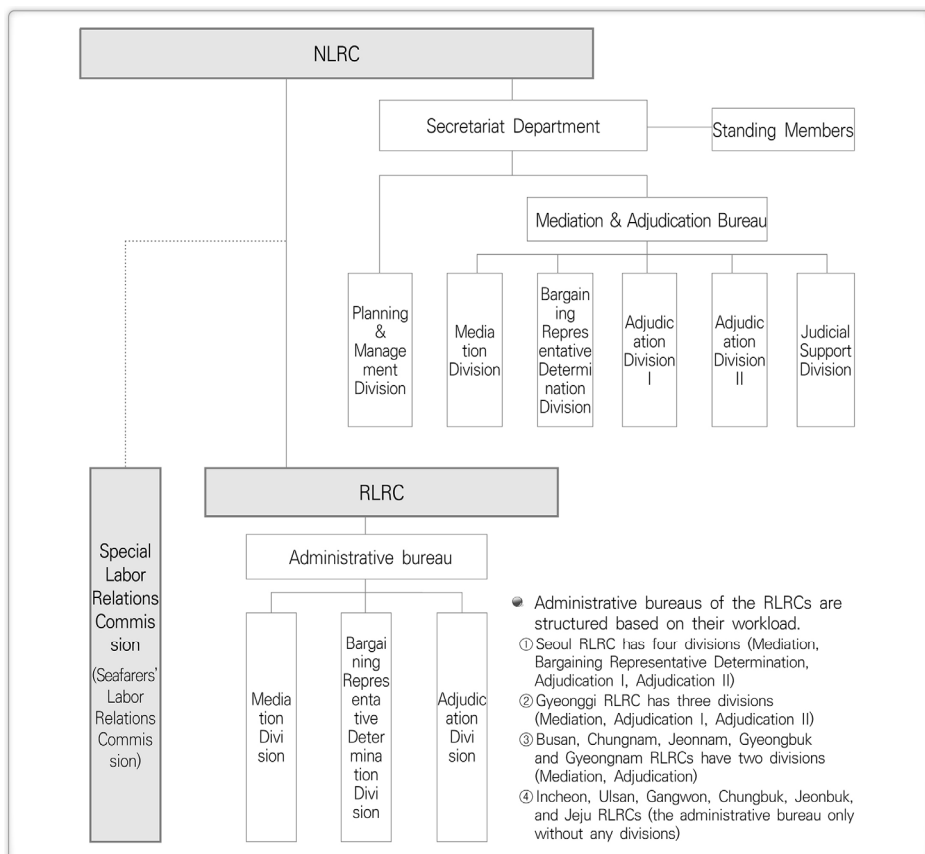 NLRC
Secretariat Department
Standing Members
Mediation & Adjudication Bureau
Planning
&
Manage
ment
Division
Media
tion
Division
Bargain
ing
Repres
entative
Determi
nation
Division
Adjudic
ation
Division
I
Adjudic
ation
Division
II
Judicial
Support
Division
Special
Labor
Relations
Commis
sion
(Seafarers'
Labor
Relations
Commis
sion)
RLRC
Administrative bureau
Media
tion
Divi
sion
Bargai
ning
Repres
enta
tive
Deter
mina
tion
Divi
sion
Adjudic
ation
Divi
sion
Administrative bureaus of the RLRCs are
structured based on their workload.
① Seoul RLRC has four divisions (Mediation,
Bargaining Representative Determination,
Adjudication I, Adjudication II)
② Gyeonggi RLRC has three divisions
(Mediation, Adjudication I, Adjudication II)
③ Busan, Chungnam, Jeonnam, Gyeongbuk
and Gyeongnam RLRCs have two divisions
(Mediation, Adjudication)
④ Incheon, Ulsan, Gangwon, Chungbuk, Jeonbuk,
and Jeju RLRCs (the administrative bureau only
without any divisions)